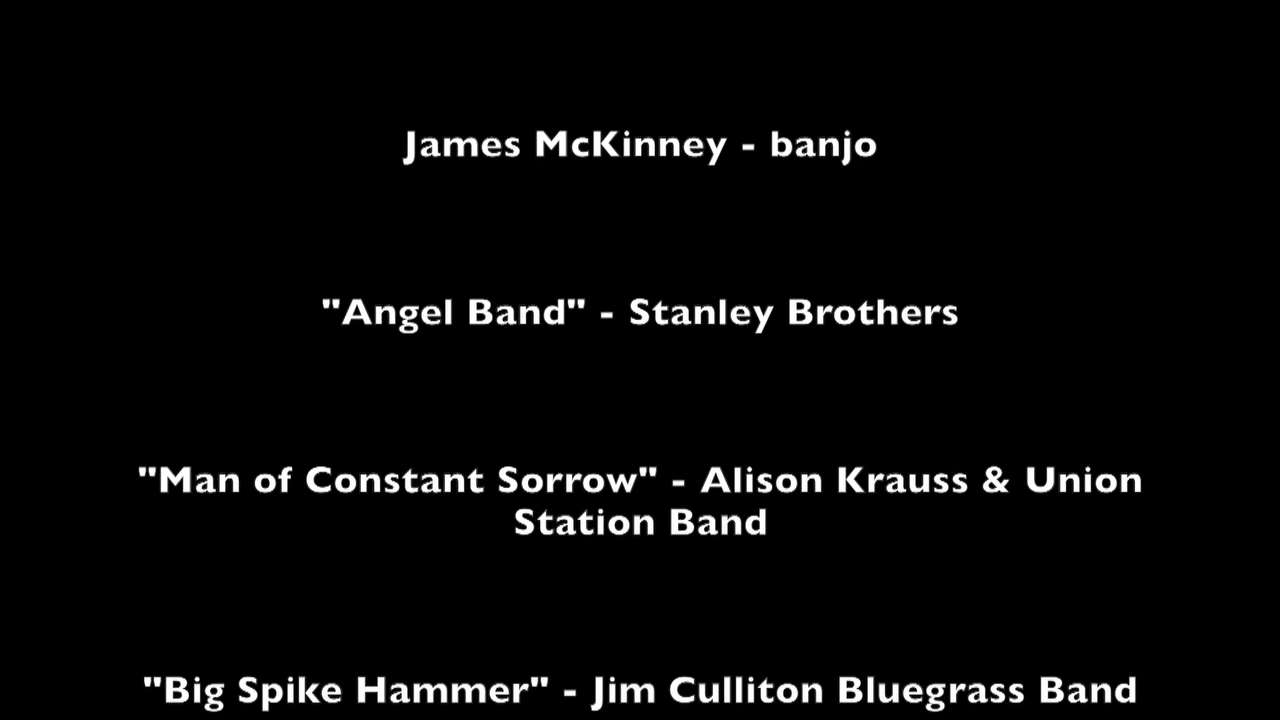 James McKinney - banjo
"Angel Band" - Stanley Brothers
"Man of Constant Sorrow" - Alison Krauss & Union
Station Band
"Big Spike Hammer" - Jim Culliton Bluegrass Band